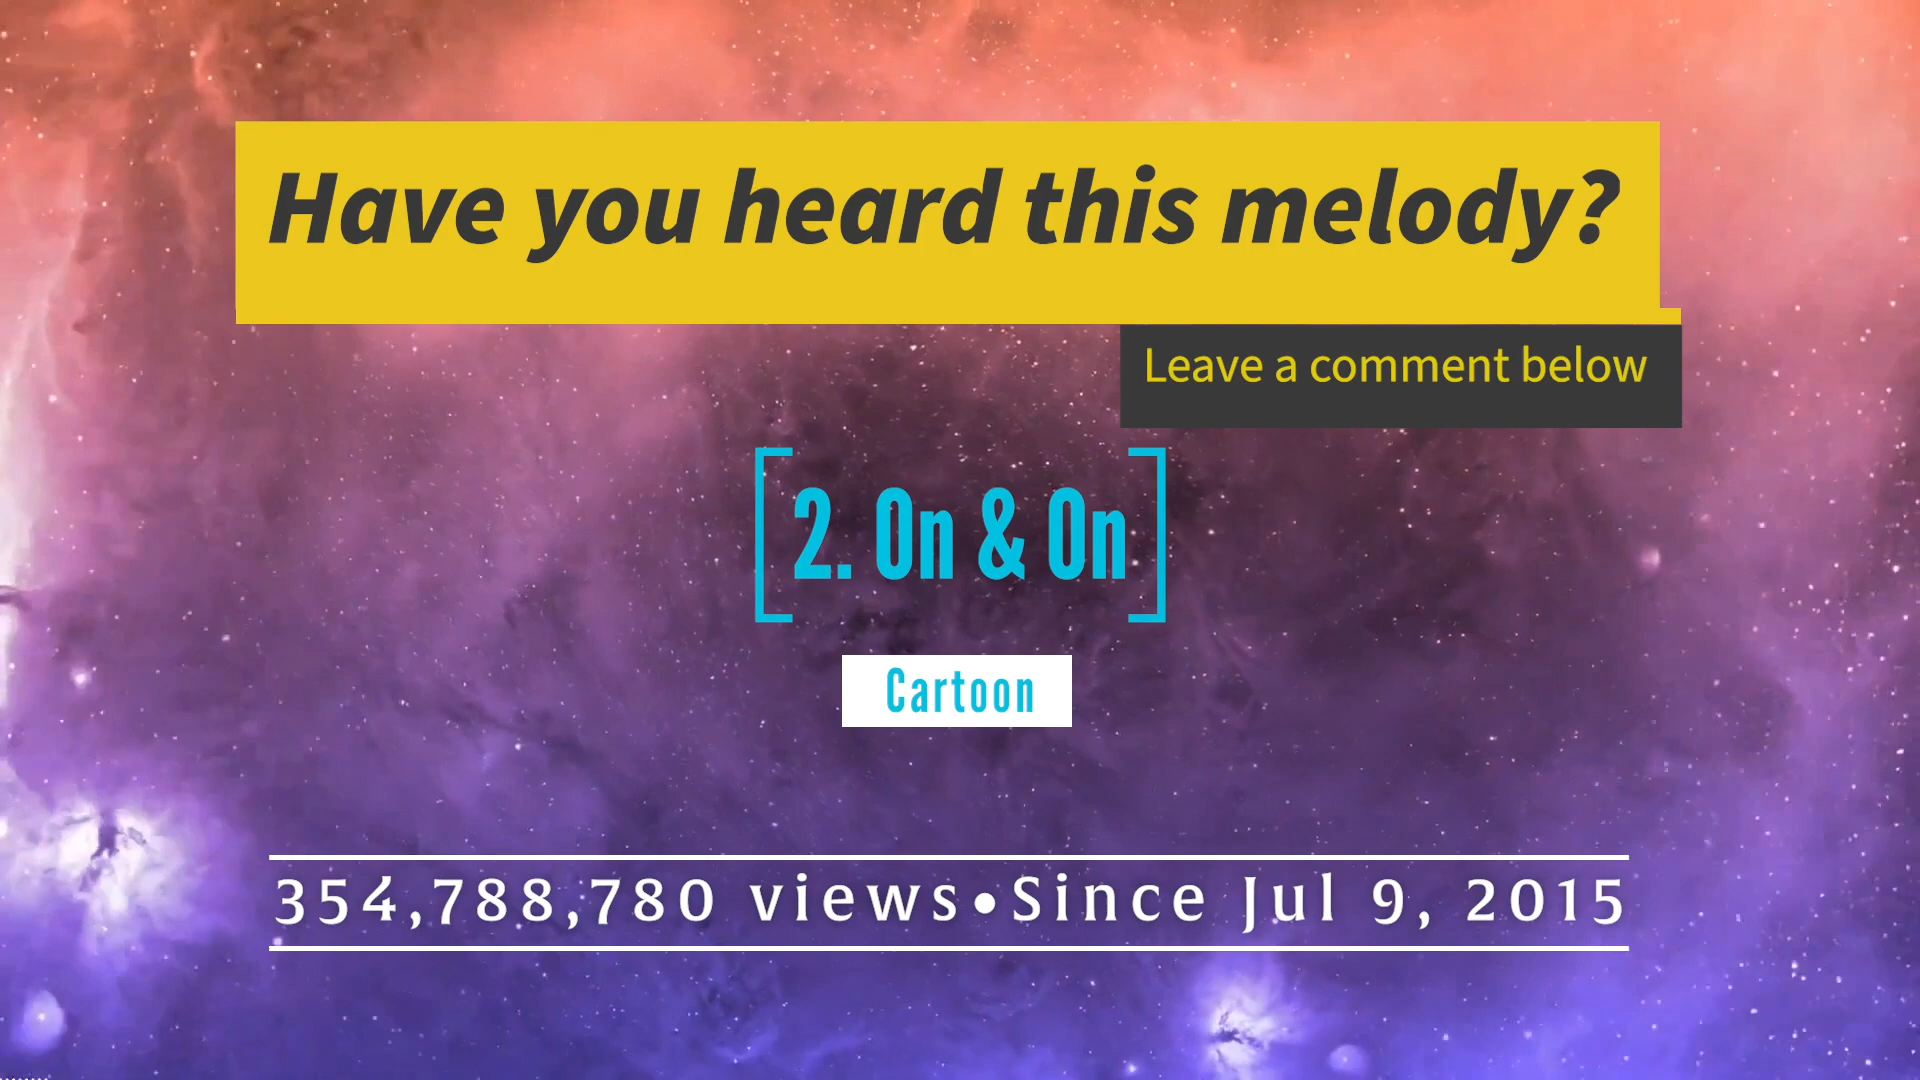 Have you heard this melody?
Leave a comment below
2. On & On
Cartoon
354,788,780 views•Since Jul 9, 2015